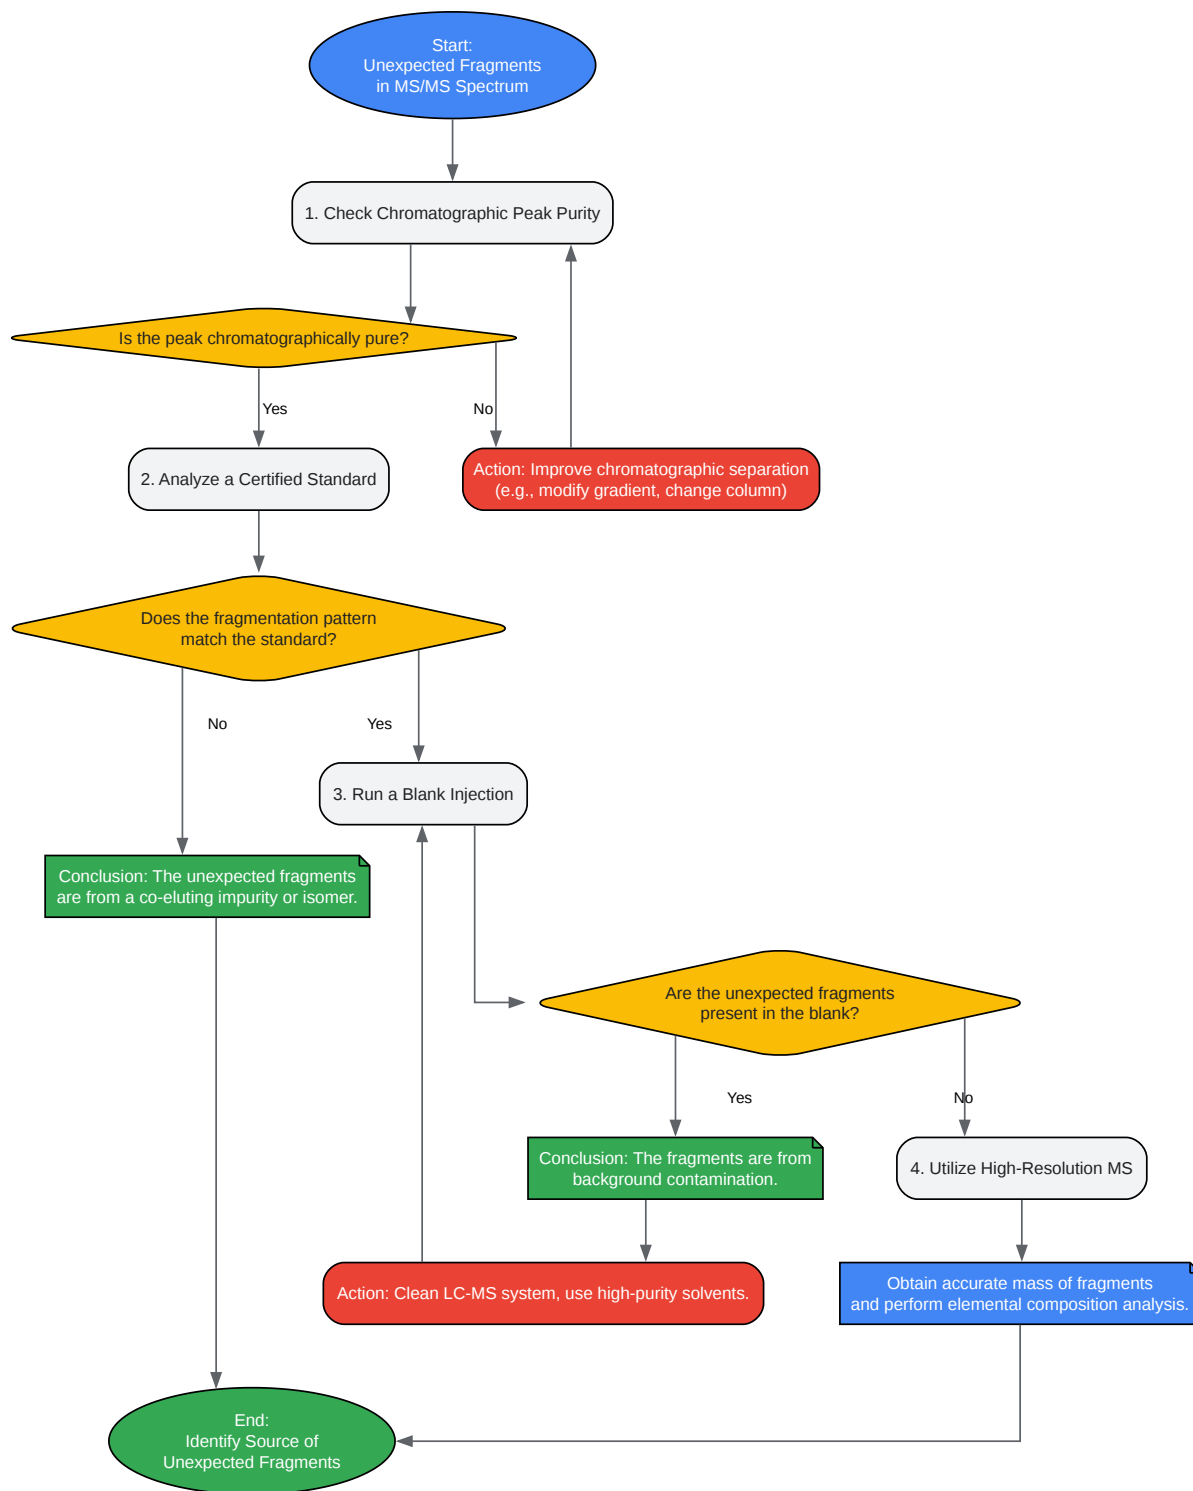 Start:
Unexpected Fragments
in MS/MS Spectrum
1. Check Chromatographic Peak Purity
Is the peak chromatographically pure?
Yes
No
2. Analyze a Certified Standard
Action: Improve chromatographic separation
(e.g., modify gradient, change column)
Does the fragmentation pattern
match the standard?
No
Yes
3. Run a Blank Injection
Conclusion: The unexpected fragments
are from a co-eluting impurity or isomer.
Are the unexpected fragments
present in the blank?
Yes
No
Conclusion: The fragments are from
background contamination.
4. Utilize High-Resolution MS
Action: Clean LC-MS system, use high-purity solvents.
Obtain accurate mass of fragments
and perform elemental composition analysis.
End:
Identify Source of
Unexpected Fragments